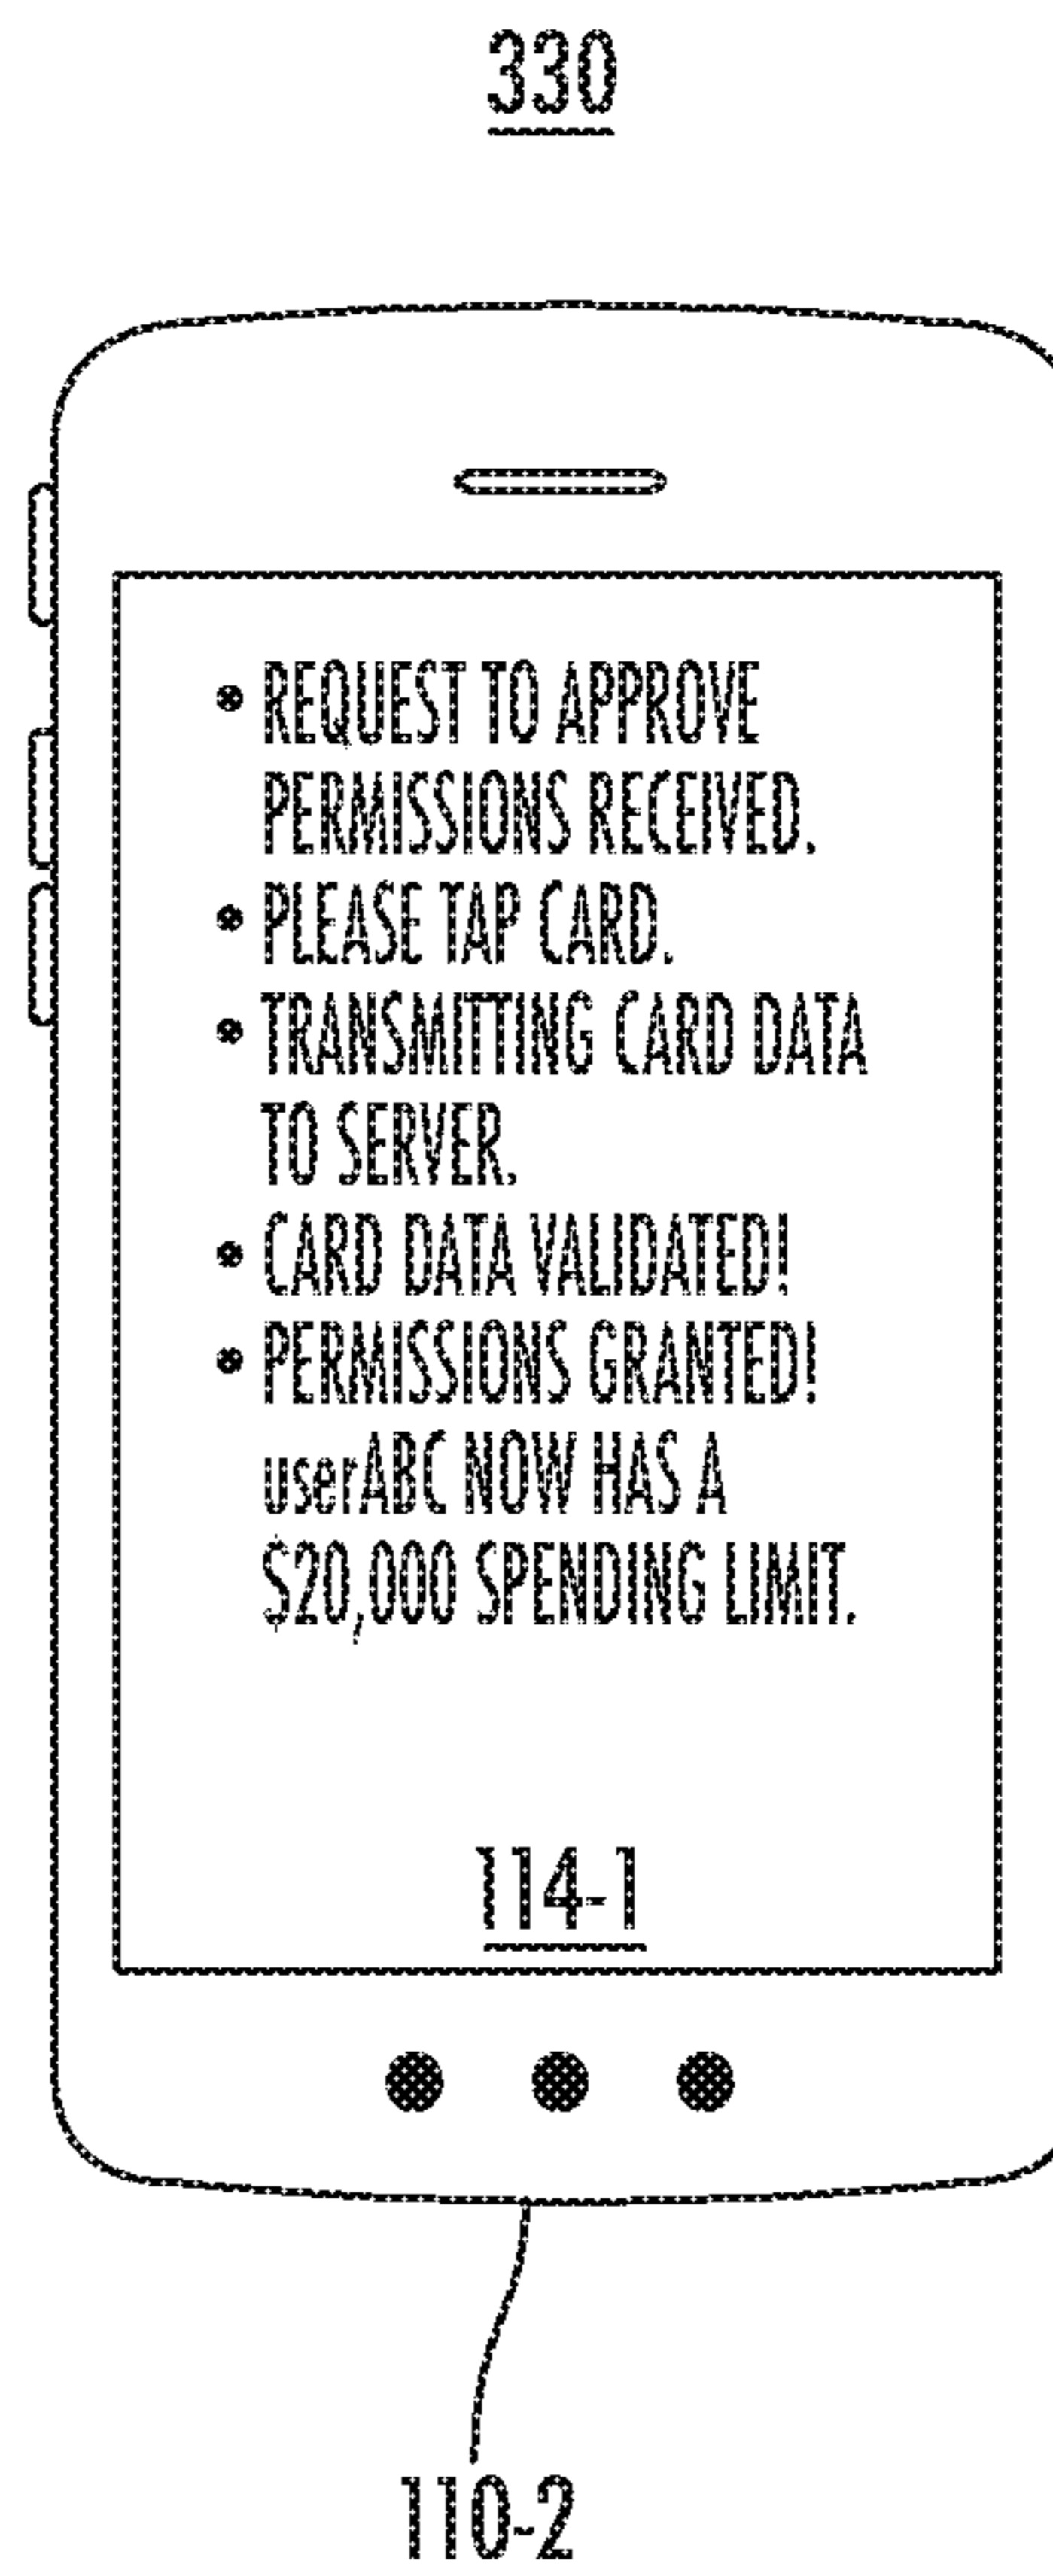 330
• REQUEST TO APPROVE
PERMISSIONS RECEIVED.
• PLEASE TAP CARD.
• TRANSMITTING CARD DATA
TO SERVER.
• CARD DATA VALIDATED!
• PERMISSIONS GRANTED!
userABC NOW HAS A
$20,000 SPENDING LIMIT.
114-1
110-2